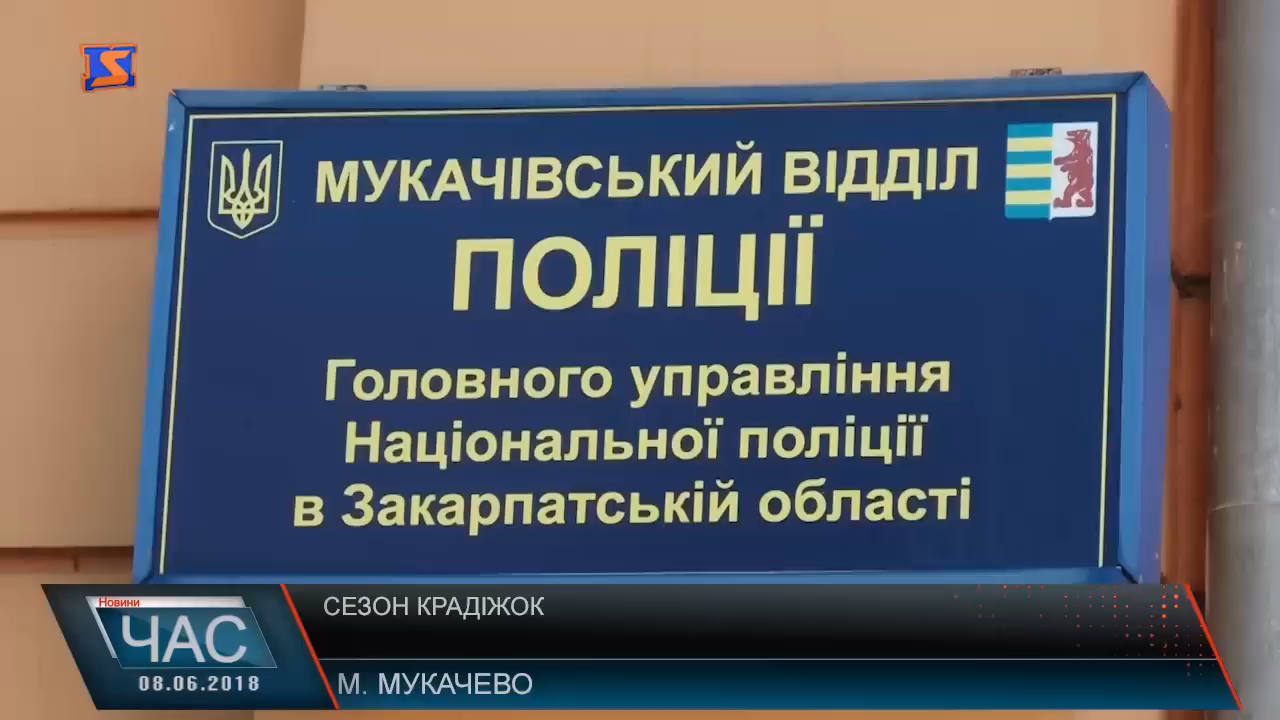 МУКАЧІВСЬКИЙ ВІДДІЛ
ПОЛІЦІЇ
Головного управління
Національної поліції
в Закарпатській області
Новини
ЧАС
08.06.2018
СЕЗОН КРАДІЖОК
М. МУКАЧЕВО